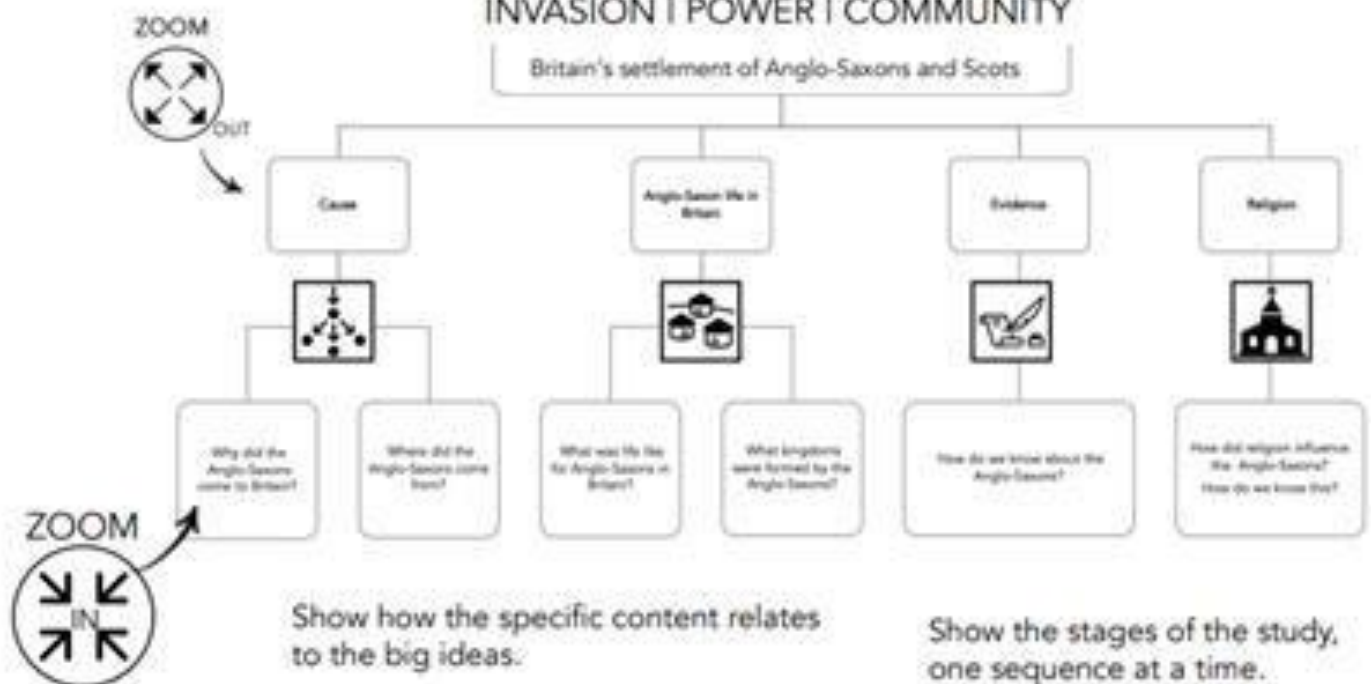 INVASION | POWER | COMMUNITY
Britain's settlement of Anglo-Saxons and Scots
ZOOM
OUT
Cause
Anglo-Saxon life in
Britain
Evidence
Religion
Why did the
Anglo-Saxons
come to Britain?
Where did the
Anglo-Saxons come
from?
What was life like
for Anglo-Saxons in
Britain?
What kingdoms
were formed by the
Anglo-Saxons?
How do we know about the
Anglo-Saxons?
How did religion influence
the Anglo-Saxons?
How do we know this?
ZOOM
IN
Show how the specific content relates
to the big ideas.
Show the stages of the study,
one sequence at a time.